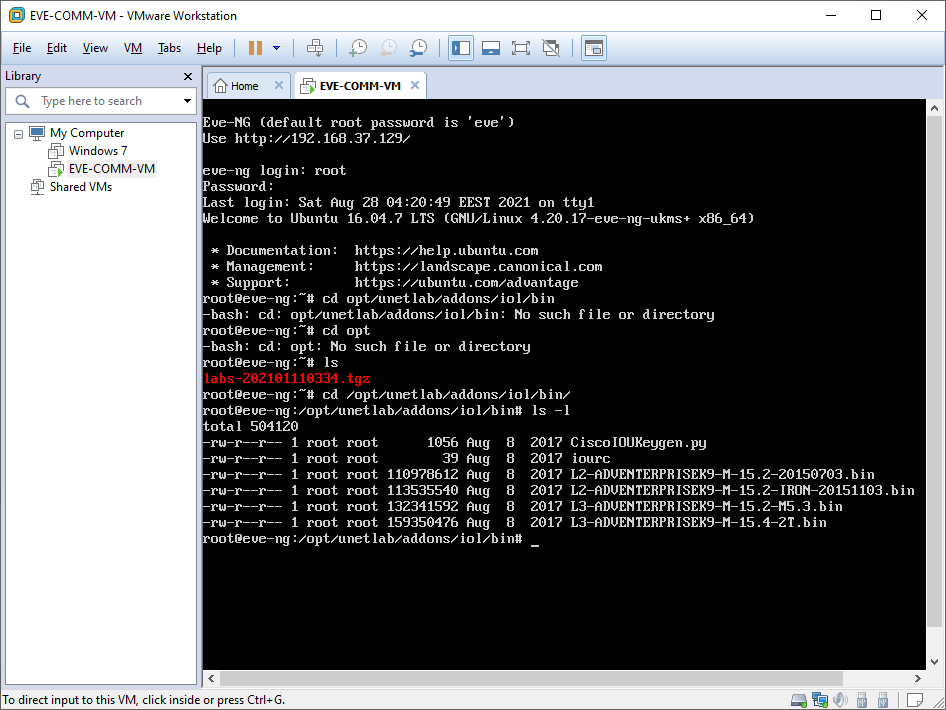 EVE-COMM-VM - VMware Workstation
File Edit View VM Tabs Help
Library
Type here to search
My Computer
Windows 7
EVE-COMM-VM
Shared VMs
Home
EVE-COMM-VM
Eve-NG (default root password is 'eve')
Use http://192.168.37.129/
eve-ng login: root
Password:
Last login: Sat Aug 28 04:20:49 EEST 2021 on tty1
Welcome to Ubuntu 16.04.7 LTS (GNU/Linux 4.20.17-eve-ng-ukms+ x86_64)
* Documentation:  https://help.ubuntu.com
* Management:     https://landscape.canonical.com
* Support:        https://ubuntu.com/advantage
root@eve-ng:~# cd opt/unetlab/addons/iol/bin
-bash: cd: opt/unetlab/addons/iol/bin: No such file or directory
root@eve-ng:~# cd opt
-bash: cd: opt: No such file or directory
root@eve-ng:~# ls
labs-202101110334.tgz
root@eve-ng:~# cd /opt/unetlab/addons/iol/bin/
root@eve-ng:/opt/unetlab/addons/iol/bin# ls -l
total 504120
-rw-r--r-- 1 root root      1056 Aug  8  2017 CiscoIOUKeygen.py
-rw-r--r-- 1 root root        39 Aug  8  2017 iourc
-rw-r--r-- 1 root root 110978612 Aug  8  2017 L2-ADVENTERPRISEK9-M-15.2-20150703.bin
-rw-r--r-- 1 root root 113535540 Aug  8  2017 L2-ADVENTERPRISEK9-M-15.2-IRON-20151103.bin
-rw-r--r-- 1 root root 132341592 Aug  8  2017 L3-ADVENTERPRISEK9-M-15.2-M5.3.bin
-rw-r--r-- 1 root root 159350476 Aug  8  2017 L3-ADVENTERPRISEK9-M-15.4-2T.bin
root@eve-ng:/opt/unetlab/addons/iol/bin# _
To direct input to this VM, click inside or press Ctrl+G.